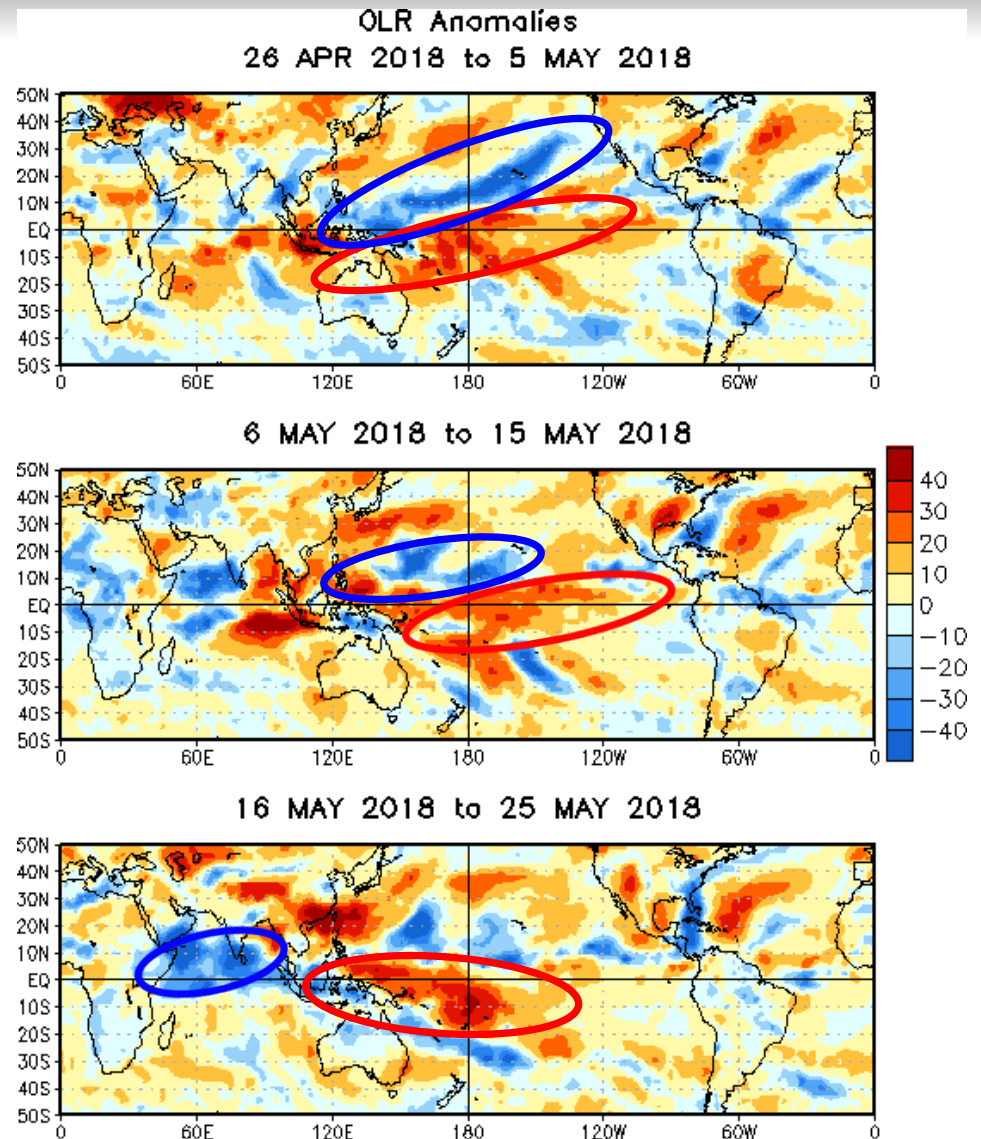 OLR Anomalies
26 APR 2018 to 5 MAY 2018
50N
40N
30N
20N
10N
EQ
10S
20S
30S
40S
50S
0 60E 120E 180 120W 60W 0
6 MAY 2018 to 15 MAY 2018
50N
40N
30N
20N
10N
EQ
10S
20S
30S
40S
50S
0 60E 120E 180 120W 60W 0
40
30
20
10
0
-10
-20
-30
-40
16 MAY 2018 to 25 MAY 2018
50N
40N
30N
20N
10N
EQ
10S
20S
30S
40S
50S
0 60E 120E 180 120W 60W 0